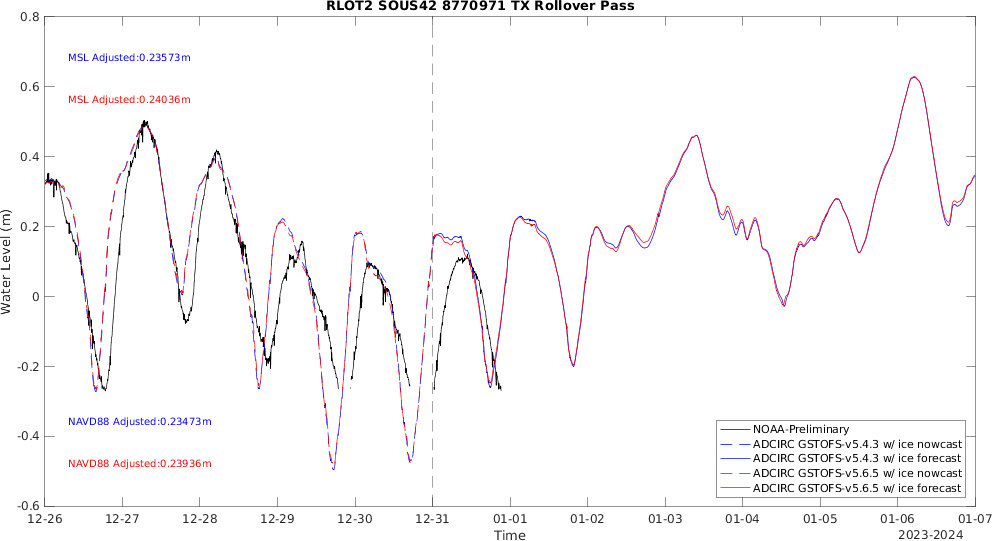 RLOT2 SOUS42 8770971 TX Rollover Pass
0.8
0.6
0.4
0.2
0
-0.2
-0.4
-0.6
Water Level (m)
MSL Adjusted:0.23573m
MSL Adjusted:0.24036m
NAVD88 Adjusted:0.23473m
NAVD88 Adjusted:0.23936m
NOAA-Preliminary
ADCIRC GSTOFS-v5.4.3 w/ ice nowcast
ADCIRC GSTOFS-v5.4.3 w/ ice forecast
ADCIRC GSTOFS-v5.6.5 w/ ice nowcast
ADCIRC GSTOFS-v5.6.5 w/ ice forecast
12-26 12-27 12-28 12-29 12-30 12-31 01-01 01-02 01-03 01-04 01-05 01-06 01-07
Time
2023-2024